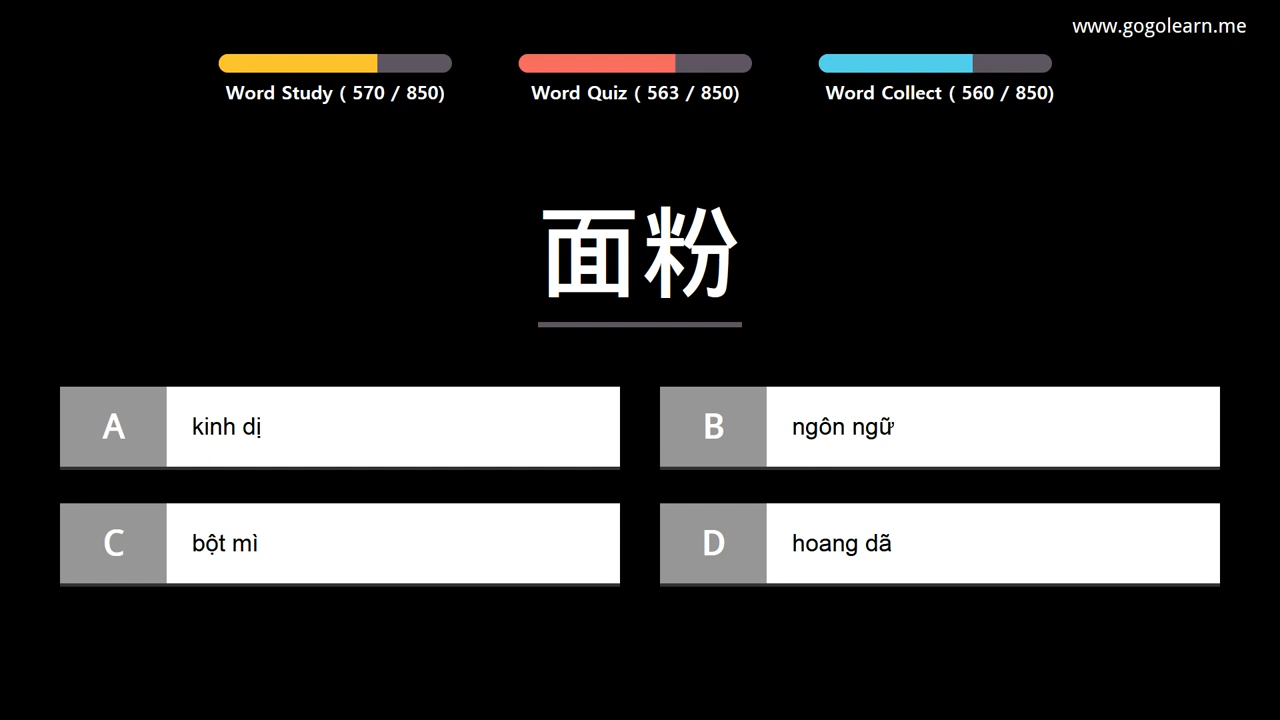 www.gogolearn.me
Word Study ( 570 / 850)
Word Quiz ( 563 / 850)
Word Collect ( 560 / 850)
面粉
A
kinh dị
B
ngôn ngữ
C
bột mì
D
hoang dã